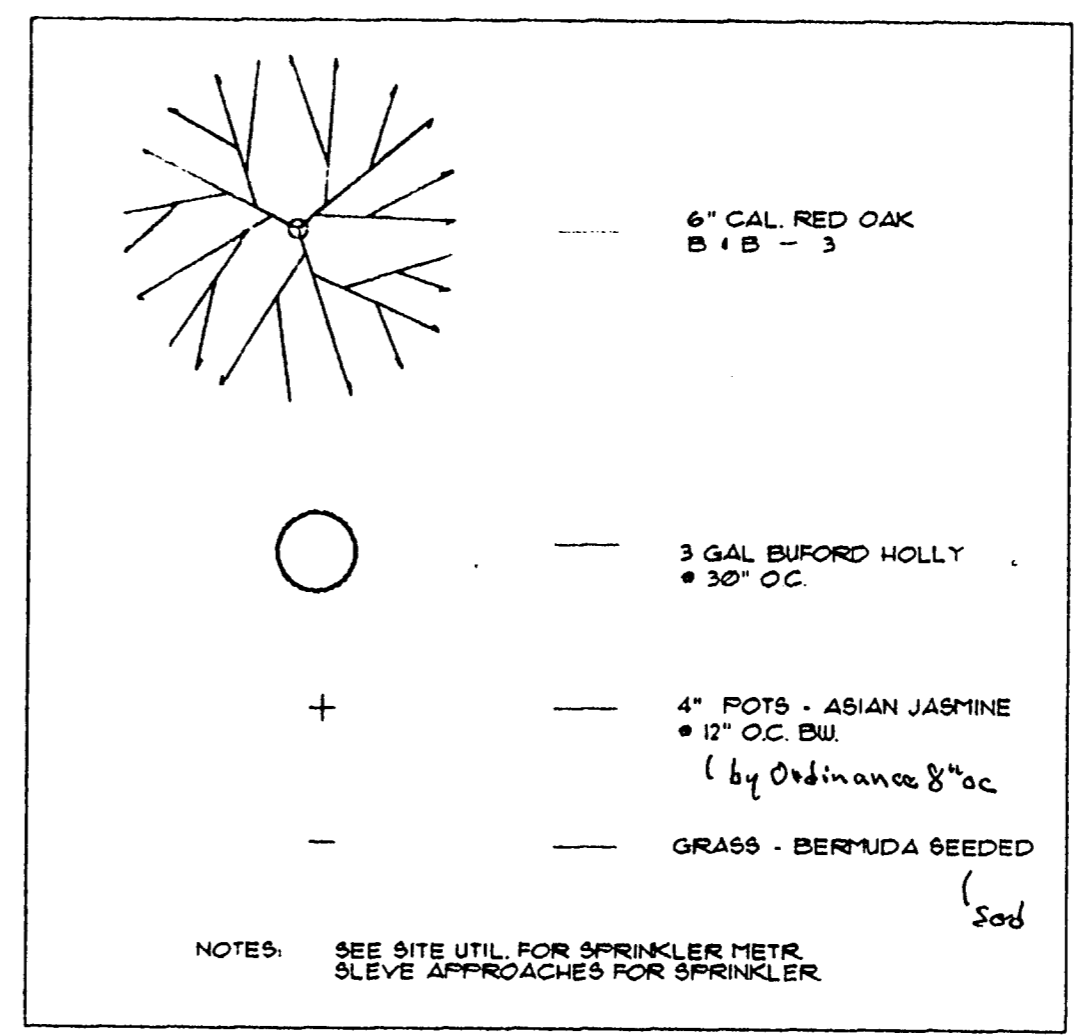 6" CAL. RED OAK
B & B - 3
3 GAL BUFORD HOLLY
@ 30" O.C.
4" POTS - ASIAN JASMINE
@ 12" O.C. BW.
( by Ordinance 8" oc
GRASS - BERMUDA SEEDED
( Sod
NOTES: SEE SITE UTIL. FOR SPRINKLER METR
SLEVE APPROACHES FOR SPRINKLER